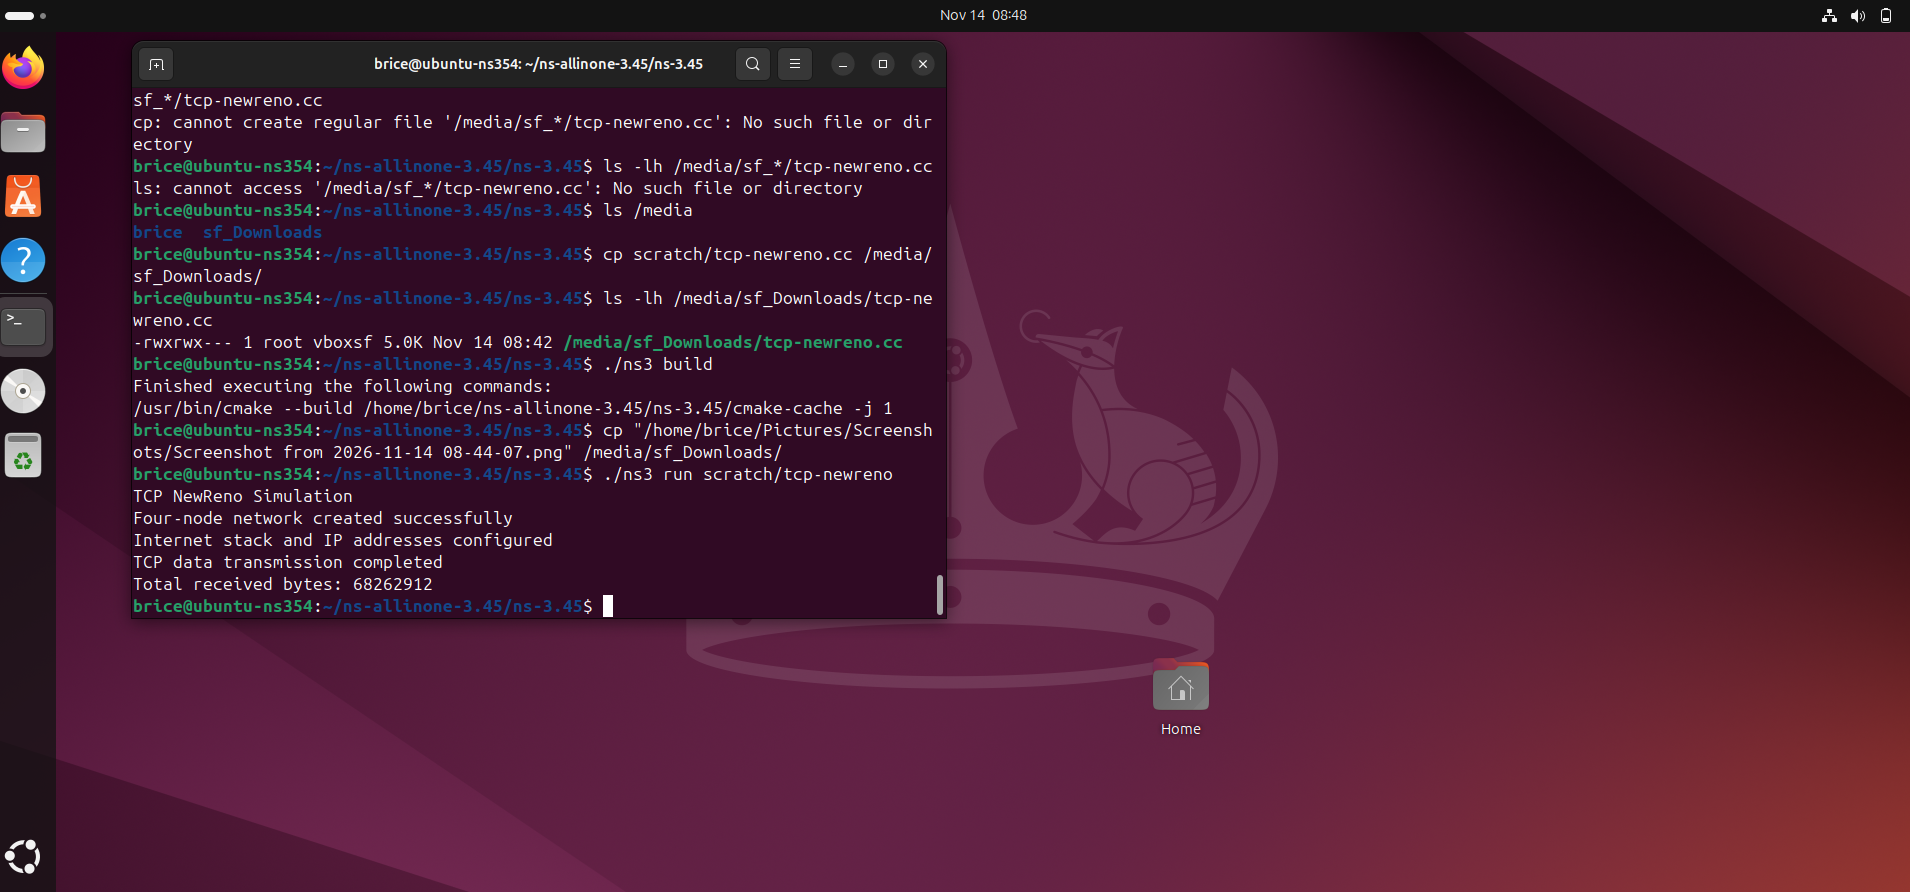 Nov 14 08:48
brice@ubuntu-ns354: ~/ns-allinone-3.45/ns-3.45
sf_*/tcp-newreno.cc
cp: cannot create regular file '/media/sf_*/tcp-newreno.cc': No such file or dir
ectory
brice@ubuntu-ns354:~/ns-allinone-3.45/ns-3.45$ ls -lh /media/sf_*/tcp-newreno.cc
ls: cannot access '/media/sf_*/tcp-newreno.cc': No such file or directory
brice@ubuntu-ns354:~/ns-allinone-3.45/ns-3.45$ ls /media
brice  sf_Downloads
brice@ubuntu-ns354:~/ns-allinone-3.45/ns-3.45$ cp scratch/tcp-newreno.cc /media/
sf_Downloads/
brice@ubuntu-ns354:~/ns-allinone-3.45/ns-3.45$ ls -lh /media/sf_Downloads/tcp-ne
wreno.cc
-rwxrwx--- 1 root vboxsf 5.0K Nov 14 08:42 /media/sf_Downloads/tcp-newreno.cc
brice@ubuntu-ns354:~/ns-allinone-3.45/ns-3.45$ ./ns3 build
Finished executing the following commands:
/usr/bin/cmake --build /home/brice/ns-allinone-3.45/ns-3.45/cmake-cache -j 1
brice@ubuntu-ns354:~/ns-allinone-3.45/ns-3.45$ cp "/home/brice/Pictures/Screensh
ots/Screenshot from 2026-11-14 08-44-07.png" /media/sf_Downloads/
brice@ubuntu-ns354:~/ns-allinone-3.45/ns-3.45$ ./ns3 run scratch/tcp-newreno
TCP NewReno Simulation
Four-node network created successfully
Internet stack and IP addresses configured
TCP data transmission completed
Total received bytes: 68262912
brice@ubuntu-ns354:~/ns-allinone-3.45/ns-3.45$
Home